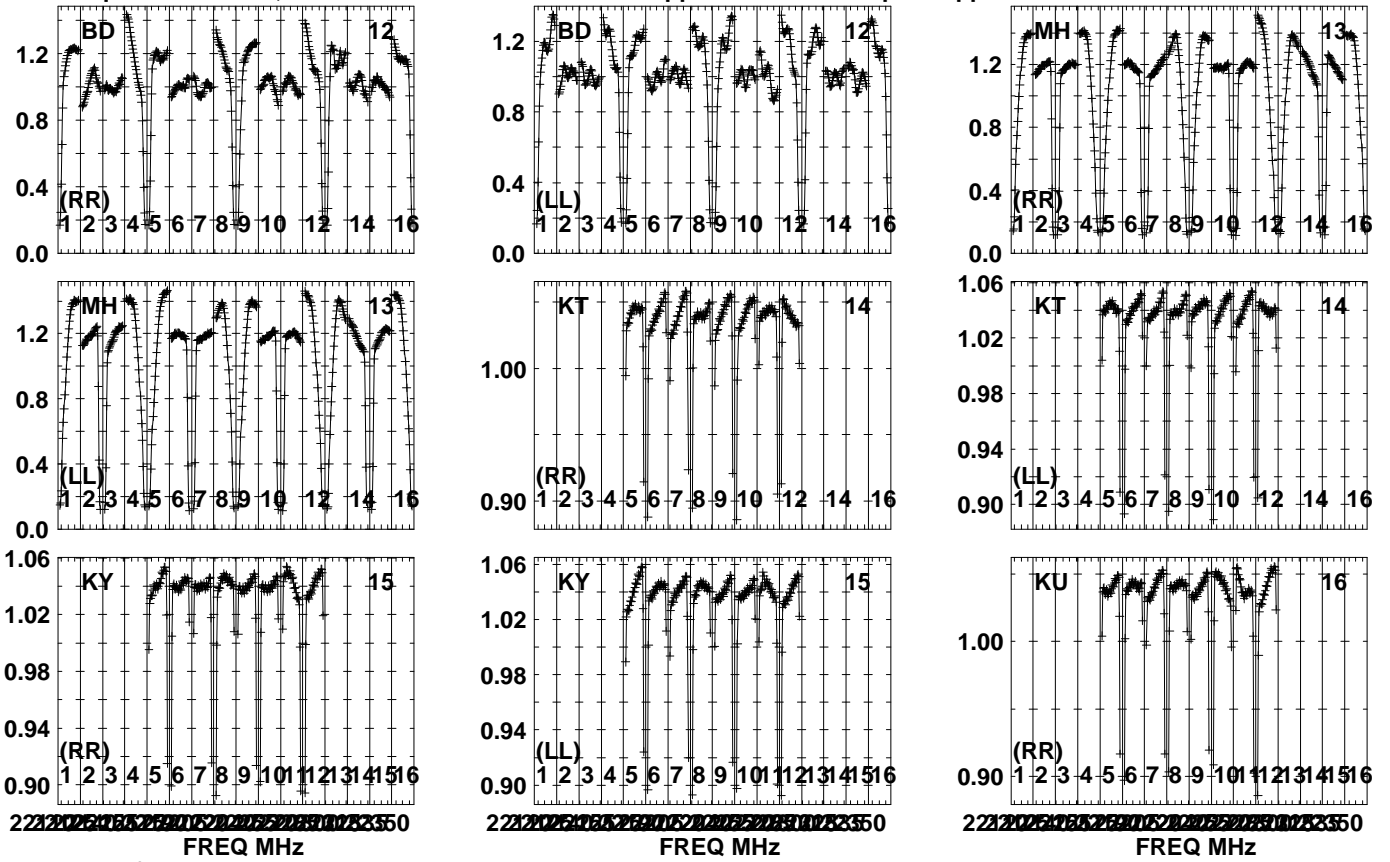 BD 12
1.2
0.8
0.4
0.0
(RR)
1 2 3 4 5 6 7 8 9 10 12 14 16
BD 12
1.2
0.8
0.4
0.0
(LL)
1 2 3 4 5 6 7 8 9 10 12 14 16
MH 13
1.2
0.8
0.4
0.0
(RR)
1 2 3 4 5 6 7 8 9 10 12 14 16
MH 13
1.2
0.8
0.4
0.0
(LL)
1 2 3 4 5 6 7 8 9 10 12 14 16
KT 14
1.00
0.90
(RR)
1 2 3 4 5 6 7 8 9 10 12 14 16
KT 14
1.06
1.02
0.98
0.94
0.90
(LL)
1 2 3 4 5 6 7 8 9 10 12 14 16
KY 15
1.06
1.02
0.98
0.94
0.90
(RR)
1 2 3 4 5 6 7 8 9 10 11 12 13 14 15 16
FREQ MHz
KY 15
1.06
1.02
0.98
0.94
0.90
(LL)
1 2 3 4 5 6 7 8 9 10 11 12 13 14 15 16
FREQ MHz
KU 16
1.00
0.90
(RR)
1 2 3 4 5 6 7 8 9 10 11 12 13 14 15 16
FREQ MHz